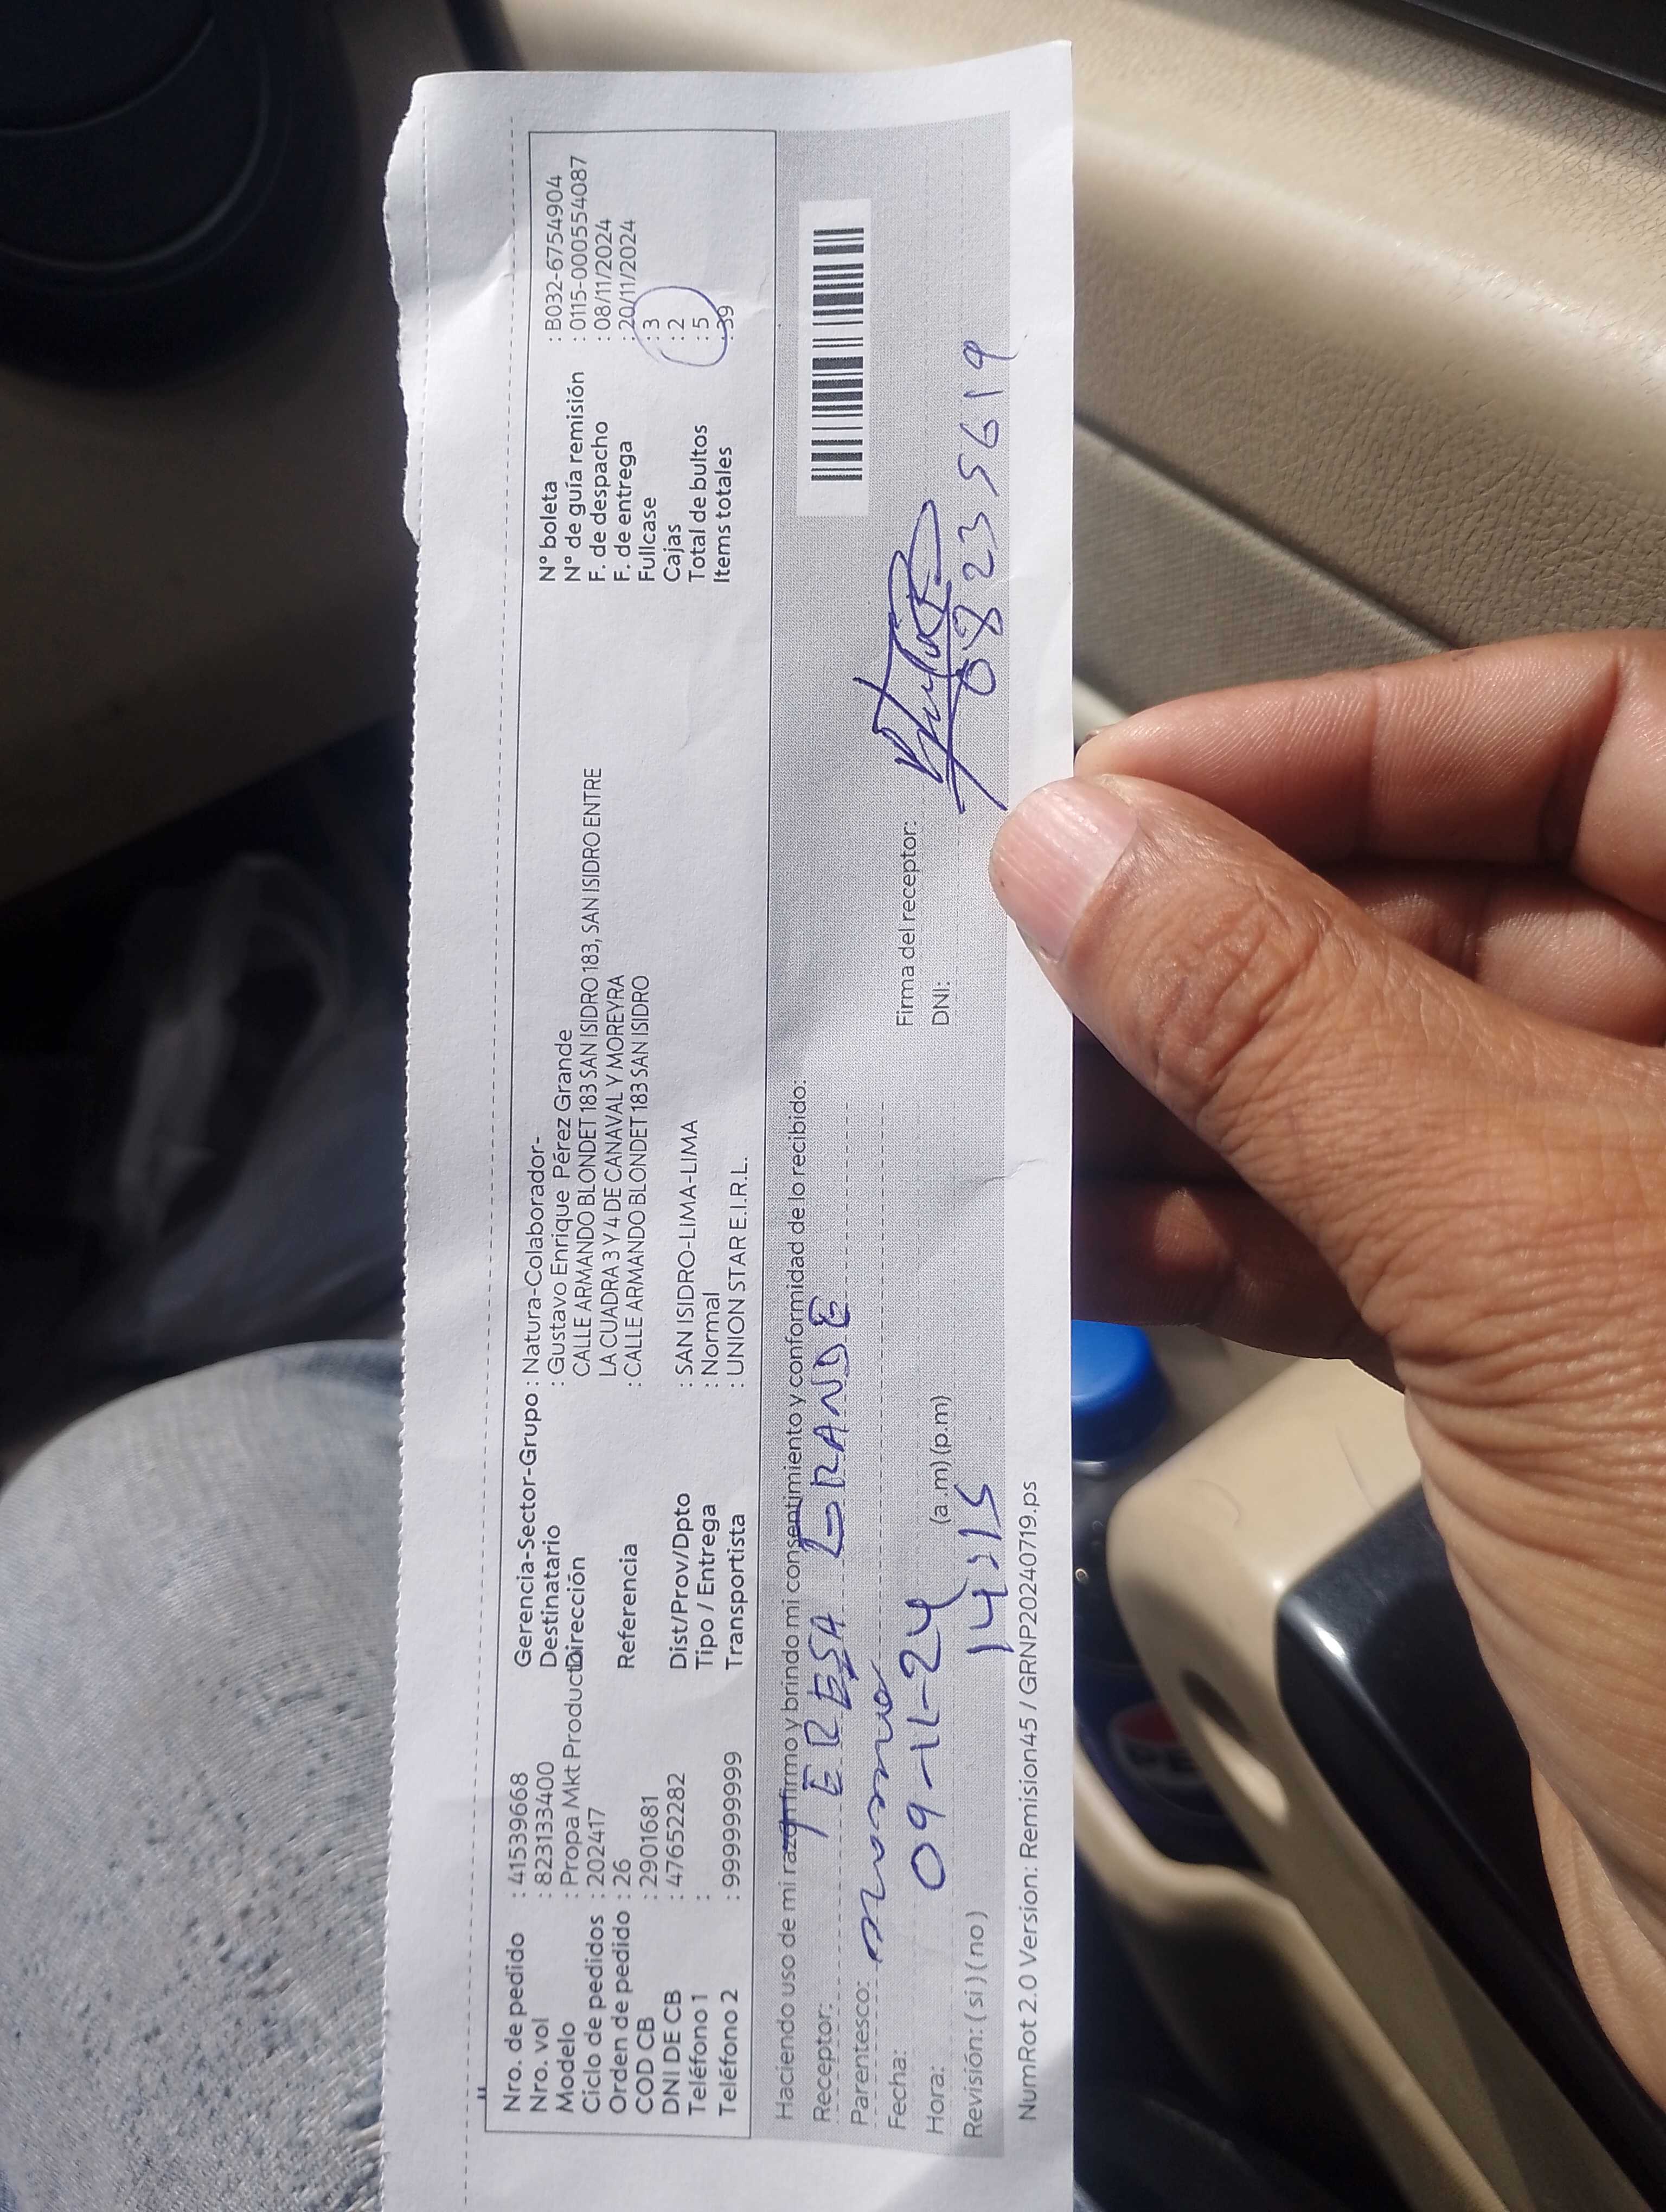 Nro. de pedido : 41539668
Nro. vol : 823133400
Modelo : Propa Mkt Producto
Ciclo de pedidos : 202417
Orden de pedido : 26
COD CB : 2901681
DNI DE CB : 47652282
Teléfono 1 :
Teléfono 2 : 999999999
Gerencia-Sector-Grupo : Natura-Colaborador-
Destinatario : Gustavo Enrique Pérez Grande
Dirección CALLE ARMANDO BLONDET 183 SAN ISIDRO 183, SAN ISIDRO ENTRE
LA CUADRA 3 Y 4 DE CANAVAL Y MOREYRA
Referencia : CALLE ARMANDO BLONDET 183 SAN ISIDRO
Dist/Prov/Dpto : SAN ISIDRO-LIMA-LIMA
Tipo / Entrega : Normal
Transportista : UNION STAR E.I.R.L.
N° boleta : B032-6754904
N° de guía remisión : 0115-0005554087
F. de despacho : 08/11/2024
F. de entrega : 20/11/2024
Fullcase : 3
Cajas : 2
Total de bultos : 5
Items totales : 39
Haciendo uso de mi razón firmo y brindo mi consentimiento y conformidad de lo recibido:
Receptor: TERESA GRANDE
Parentesco:
Fecha: 09-11-24
Hora: 14:15 (a.m) (p.m)
Revisión: ( si ) ( no )
Firma del receptor:
DNI: 08235619
NumRot 2.0 Version: Remision45 / GRNP20240719.ps